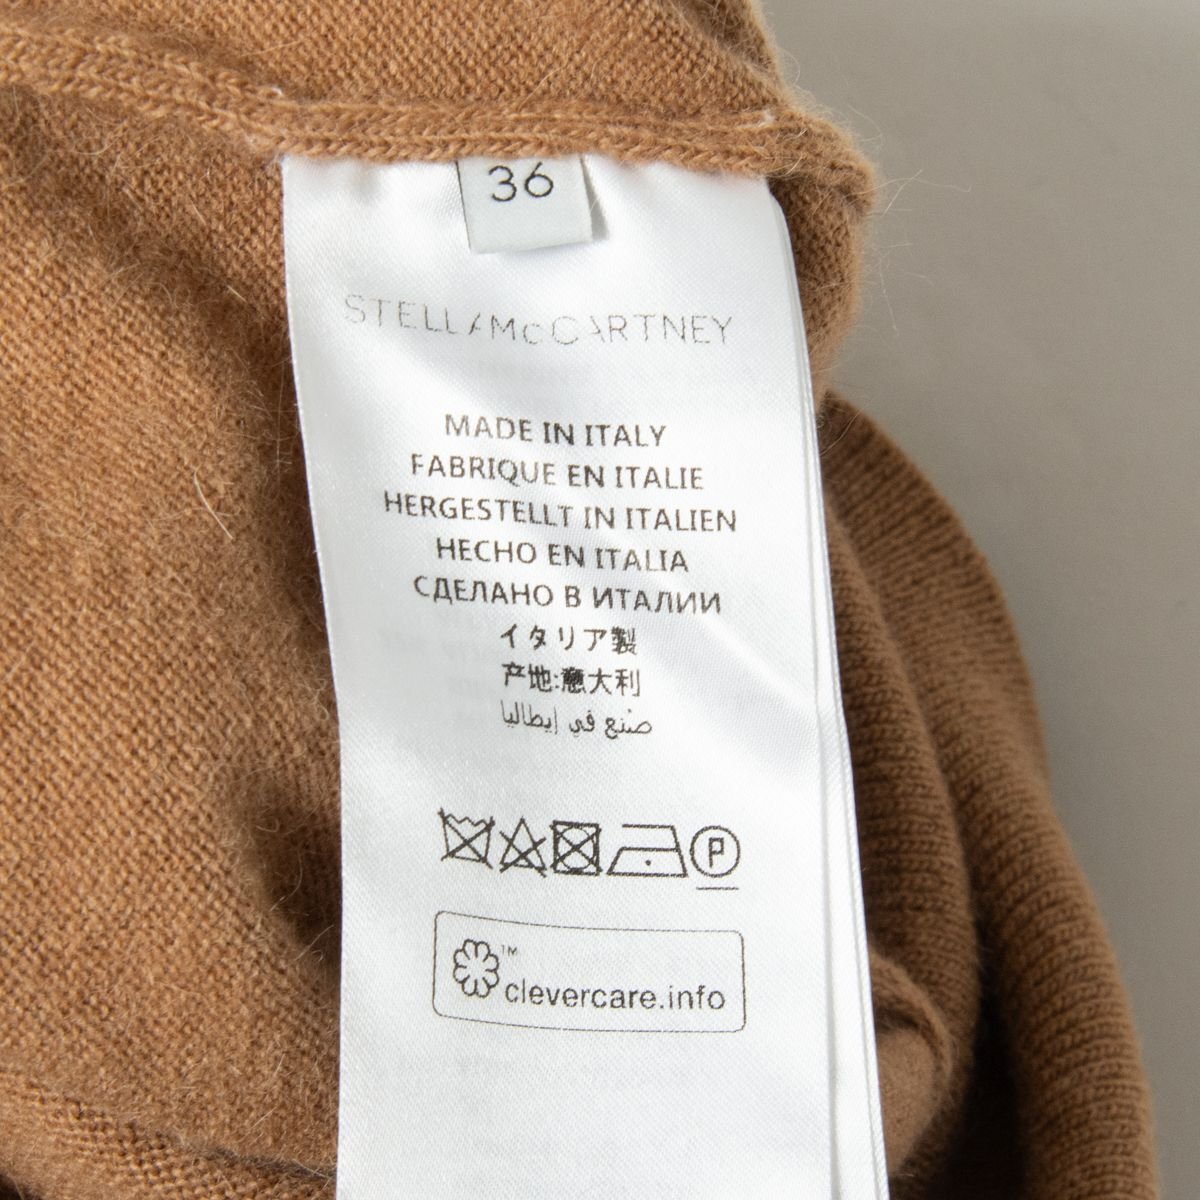 36
STELLA McCARTNEY
MADE IN ITALY
FABRIQUE EN ITALIE
HERGESTELLT IN ITALIEN
HECHO EN ITALIA
СДЕЛАНО В ИТАЛИИ
イタリア製
产地:意大利
صنع في إيطاليا
P
™
clevercare.info